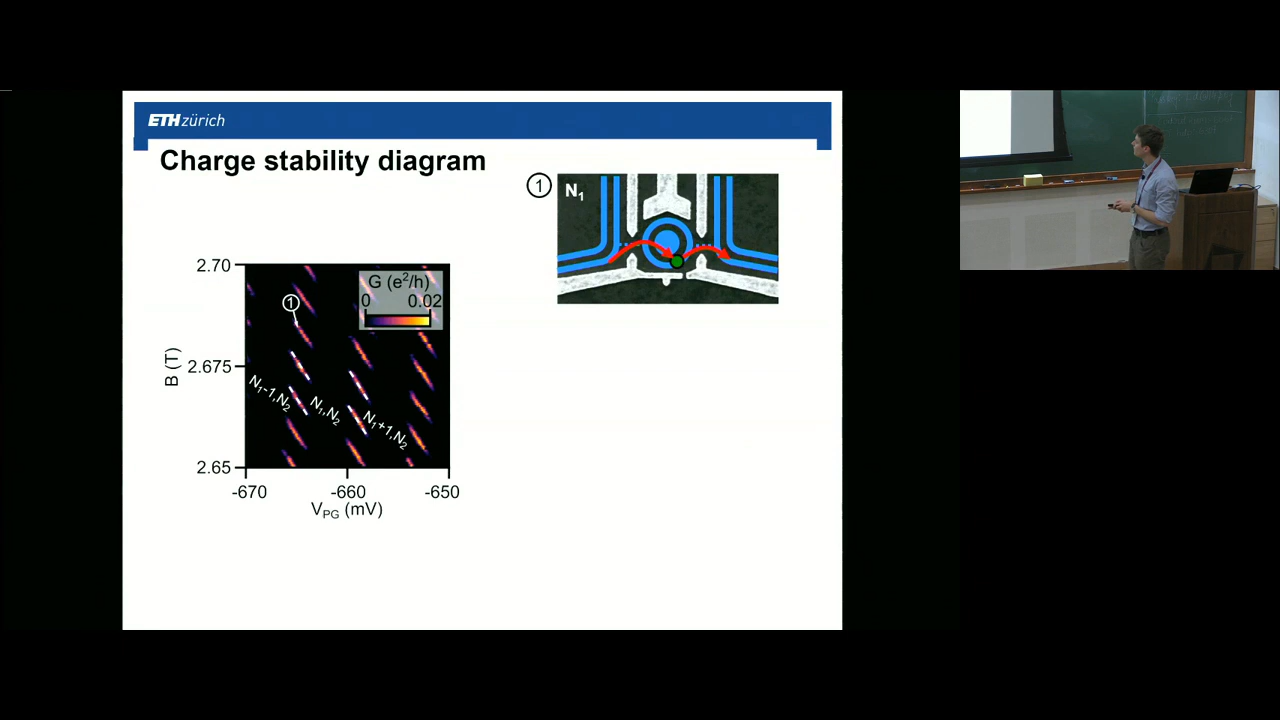 ETH zürich
Charge stability diagram
1 N₁
2.70
G (e²/h)
0 0.02
1
2.675
B (T)
N₁-1,N₂
N₁,N₂
N₁+1,N₂
2.65
-670 -660 -650
V_PG (mV)